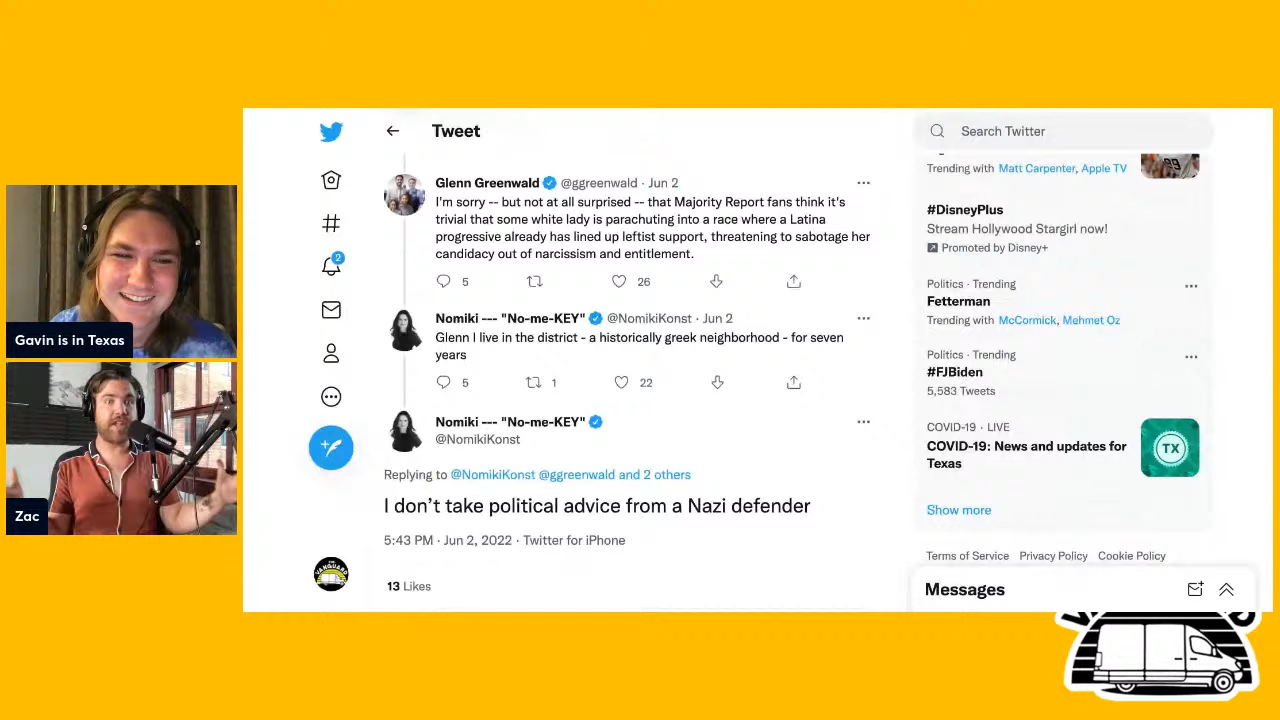 Tweet
Glenn Greenwald @ggreenwald · Jun 2
I'm sorry -- but not at all surprised -- that Majority Report fans think it's
trivial that some white lady is parachuting into a race where a Latina
progressive already has lined up leftist support, threatening to sabotage her
candidacy out of narcissism and entitlement.
5 26
Nomiki --- "No-me-KEY" @NomikiKonst · Jun 2
Glenn I live in the district - a historically greek neighborhood - for seven
years
5 1 22
Nomiki --- "No-me-KEY"
@NomikiKonst
Replying to @NomikiKonst @ggreenwald and 2 others
I don’t take political advice from a Nazi defender
5:43 PM · Jun 2, 2022 · Twitter for iPhone
13 Likes
2
Search Twitter
Trending with Matt Carpenter, Apple TV
#DisneyPlus
Stream Hollywood Stargirl now!
Promoted by Disney+
Politics · Trending
Fetterman
Trending with McCormick, Mehmet Oz
Politics · Trending
#FJBiden
5,583 Tweets
COVID-19 · LIVE
COVID-19: News and updates for
Texas
TX
Show more
Terms of Service Privacy Policy Cookie Policy
Messages
Gavin is in Texas
Zac
VANGUARD